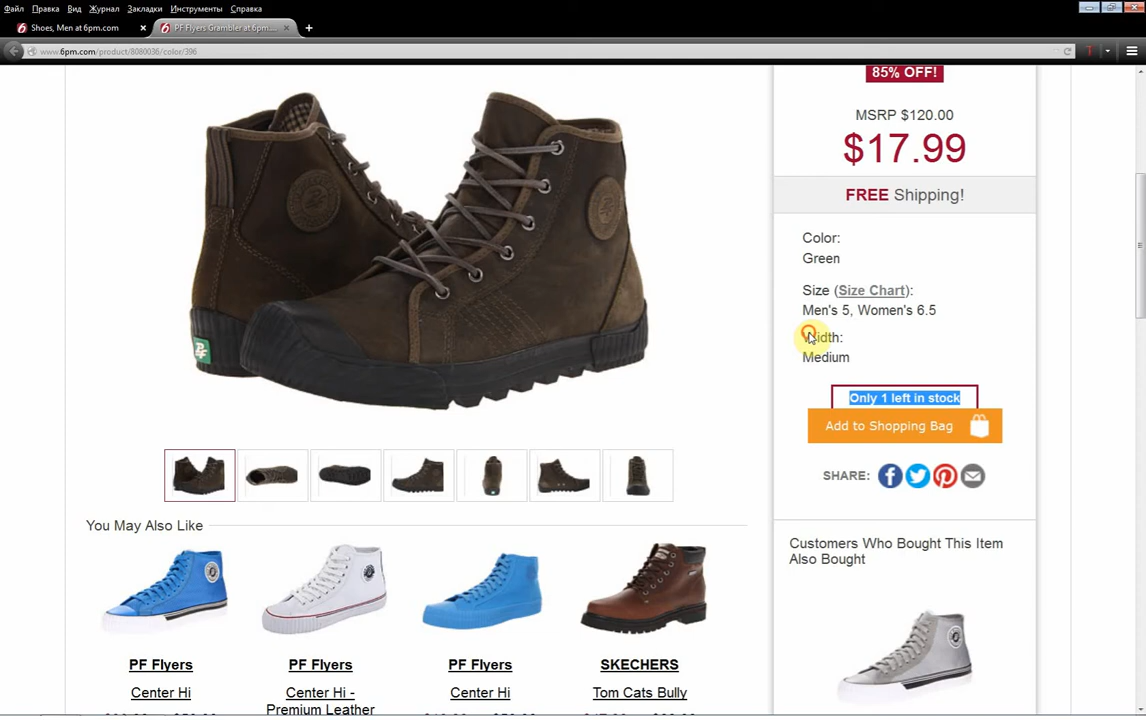 Файл Правка Вид Журнал Закладки Инструменты Справка
Shoes, Men at 6pm.com
PF Flyers Grambler at 6pm....
www.6pm.com/product/8080036/color/396
85% OFF!
MSRP $120.00
$17.99
FREE Shipping!
Color:
Green
Size (Size Chart):
Men's 5, Women's 6.5
Width:
Medium
Only 1 left in stock
Add to Shopping Bag
SHARE:
You May Also Like
PF Flyers
Center Hi
PF Flyers
Center Hi -
Premium Leather
PF Flyers
Center Hi
SKECHERS
Tom Cats Bully
Customers Who Bought This Item
Also Bought